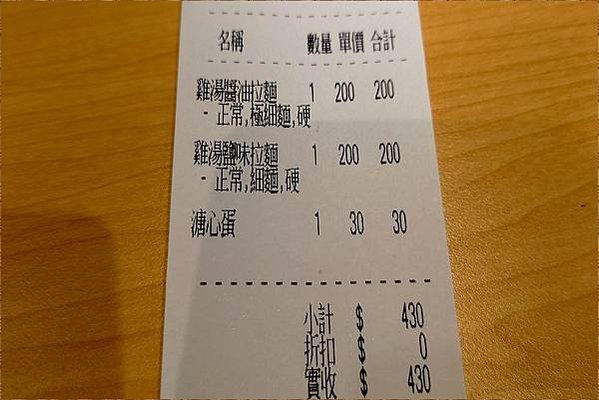 名稱 數量 單價 合計
雞湯醬油拉麵 1 200 200
- 正常,極細麵,硬
雞湯鹽味拉麵 1 200 200
- 正常,細麵,硬
溏心蛋 1 30 30
小計 $ 430
折扣 $ 0
實收 $ 430